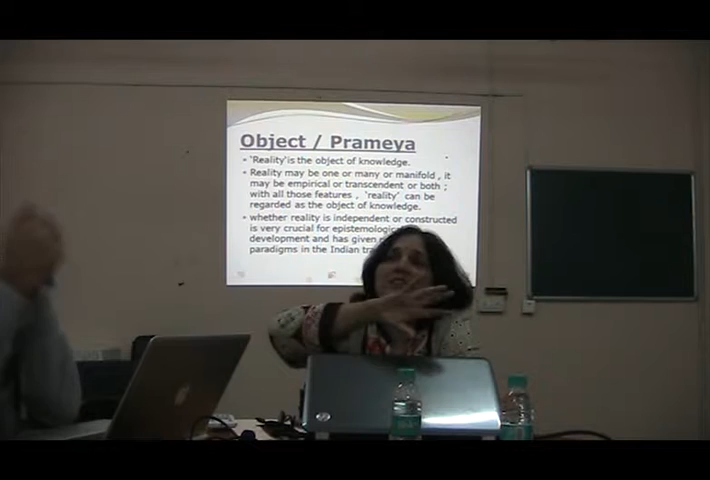 Object / Prameya
- 'Reality'is the object of knowledge.
- Reality may be one or many or manifold , it
may be empirical or transcendent or both ;
with all those features , 'reality' can be
regarded as the object of knowledge.
- whether reality is independent or constructed
is very crucial for
development and has given
paradigms in the Indian
hp